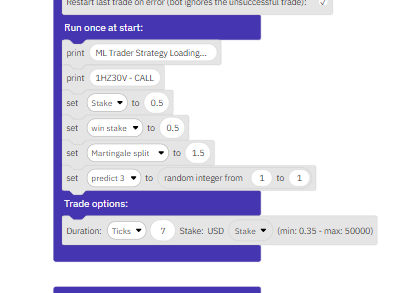 Restart last trade on error (bot ignores the unsuccessful trade):
Run once at start:
print ML Trader Strategy Loading...
print 1HZ30V - CALL
set Stake to 0.5
set win stake to 0.5
set Martingale split to 1.5
set predict 3 to random integer from 1 to 1
Trade options:
Duration: Ticks 7 Stake: USD Stake (min: 0.35 - max: 50000)